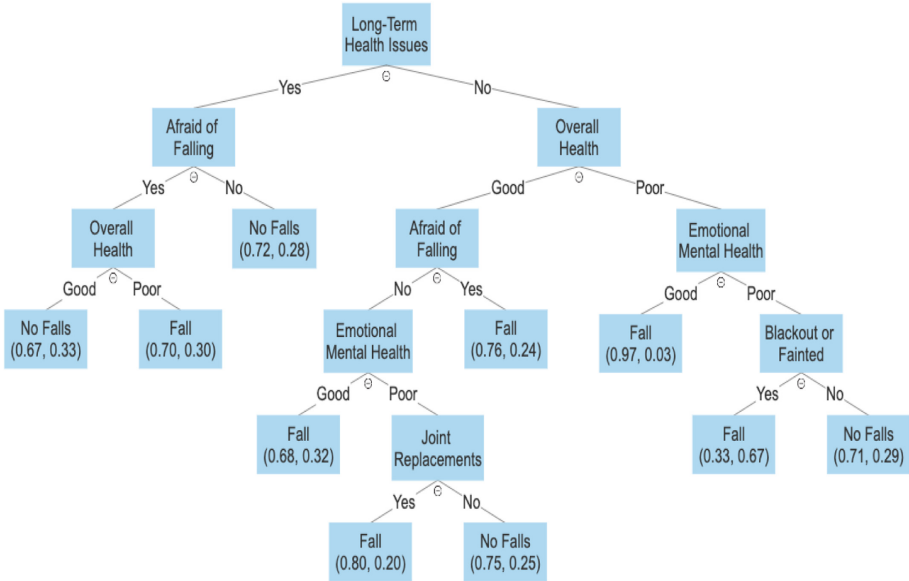 Long-Term
Health Issues
Yes
No
Afraid of
Falling
Overall
Health
Yes
No
Good
Poor
Overall
Health
No Falls
(0.72, 0.28)
Afraid of
Falling
Emotional
Mental Health
Good
Poor
No
Yes
Good
Poor
No Falls
(0.67, 0.33)
Fall
(0.70, 0.30)
Emotional
Mental Health
Fall
(0.76, 0.24)
Fall
(0.97, 0.03)
Blackout or
Fainted
Good
Poor
Yes
No
Fall
(0.68, 0.32)
Joint
Replacements
Fall
(0.33, 0.67)
No Falls
(0.71, 0.29)
Yes
No
Fall
(0.80, 0.20)
No Falls
(0.75, 0.25)